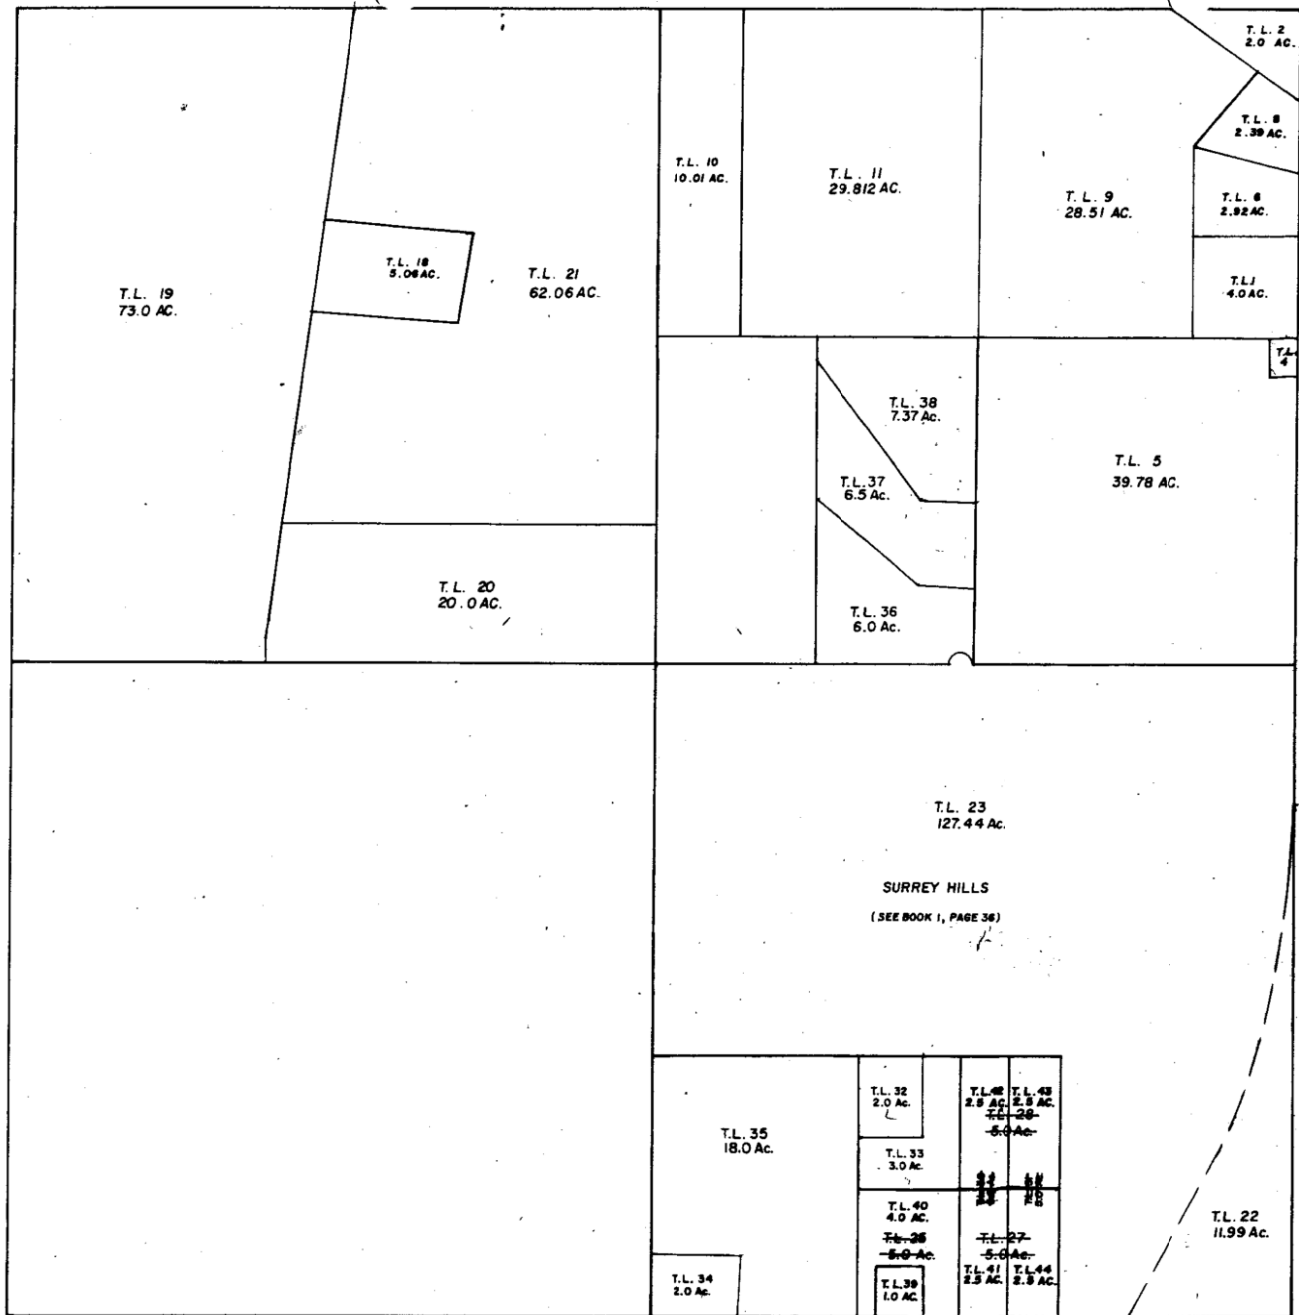 T. L. 2
2.0 AC.
T. L. 8
2.39 AC.
T.L. 10
10.01 AC.
T.L. 11
29.812 AC.
T. L. 9
28.51 AC.
T. L. 6
2.92 AC.
T.L. 18
5.06 AC.
T.L. 21
62.06 AC.
T.L. 19
73.0 AC.
T.L.1
4.0 AC.
T.L.
4
T.L. 38
7.37 Ac.
T.L. 5
39.78 AC.
T.L. 37
6.5 Ac.
T.L. 20
20.0 AC.
T.L. 36
6.0 Ac.
T.L. 23
127.44 Ac.
SURREY HILLS
(SEE BOOK 1, PAGE 36)
T.L. 32
2.0 Ac.
T.L. 42
2.5 AC.
T.L. 43
2.5 AC.
T.L. 28
5.0 Ac.
T.L. 35
18.0 Ac.
T.L. 33
3.0 Ac.
T.L. 40
4.0 AC.
T.L. 22
11.99 Ac.
5.0 Ac.
T.L. 27
5.0 Ac.
T.L. 34
2.0 Ac.
T.L. 39
1.0 AC.
T.L. 41
2.5 AC.
T.L. 44
2.5 AC.